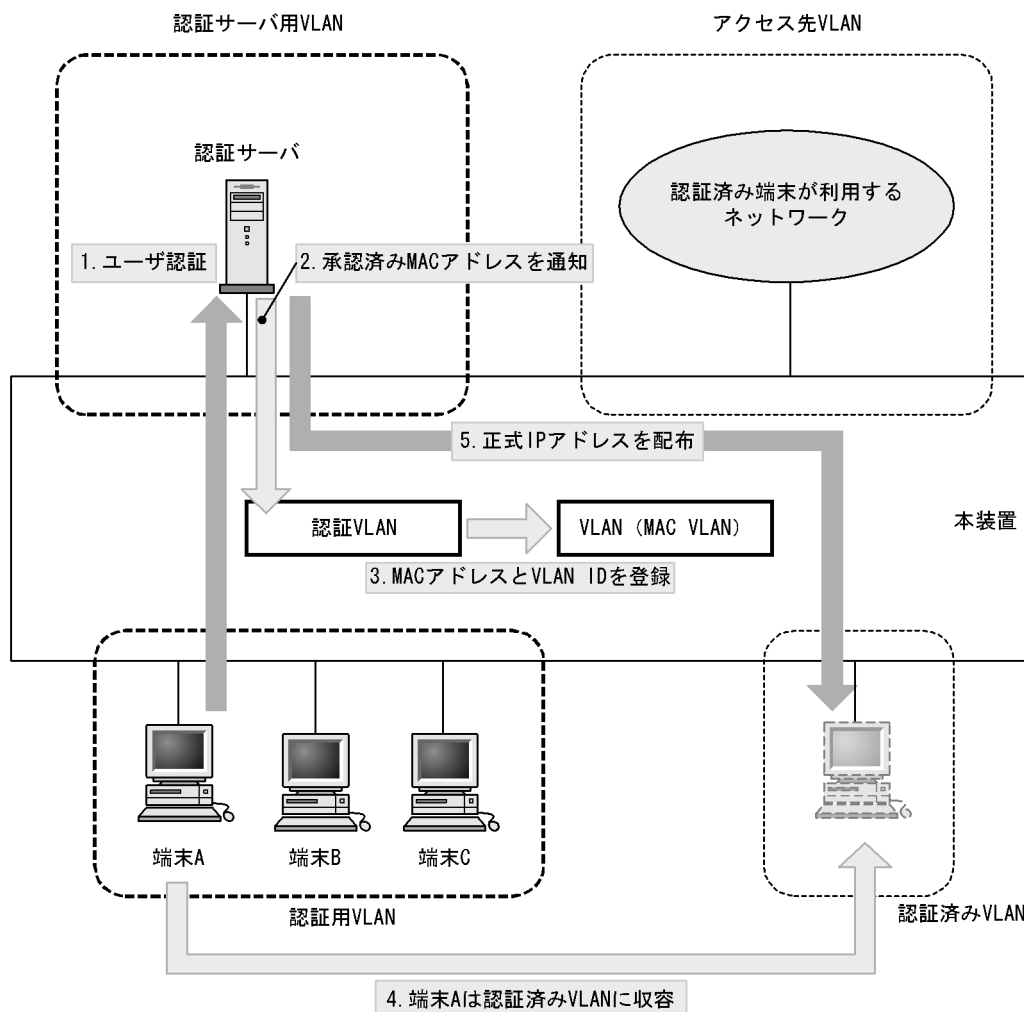 認証サーバ用VLAN
アクセス先VLAN
認証サーバ
認証済み端末が利用する
ネットワーク
1.ユーザ認証
2.承認済みMACアドレスを通知
5.正式IPアドレスを配布
認証VLAN
VLAN（MAC VLAN）
本装置
3.MACアドレスとVLAN IDを登録
端末A
端末B
端末C
認証用VLAN
認証済みVLAN
4.端末Aは認証済みVLANに収容